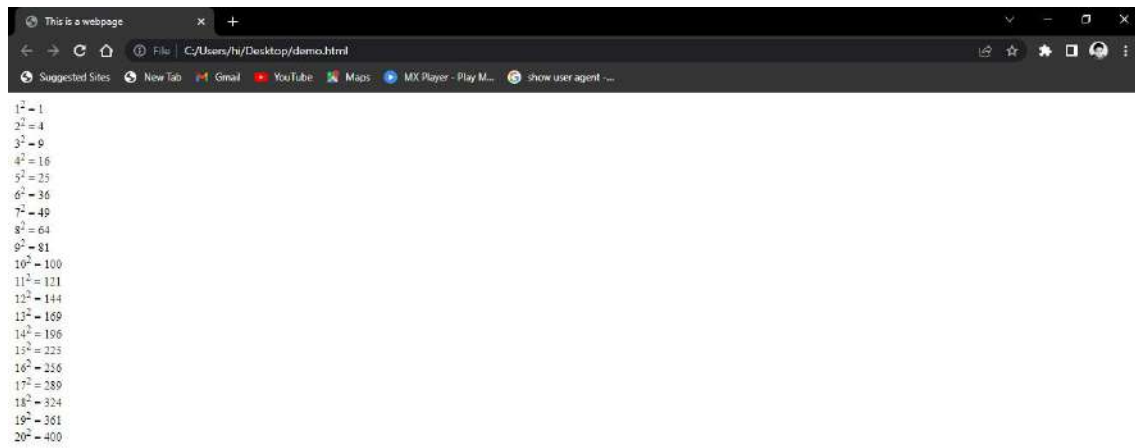 This is a webpage
File C:/Users/hi/Desktop/demo.html
Suggested Sites New Tab Gmail YouTube Maps MX Player - Play M... show user agent -...
1² = 1
2² = 4
3² = 9
4² = 16
5² = 25
6² = 36
7² = 49
8² = 64
9² = 81
10² = 100
11² = 121
12² = 144
13² = 169
14² = 196
15² = 225
16² = 256
17² = 289
18² = 324
19² = 361
20² = 400